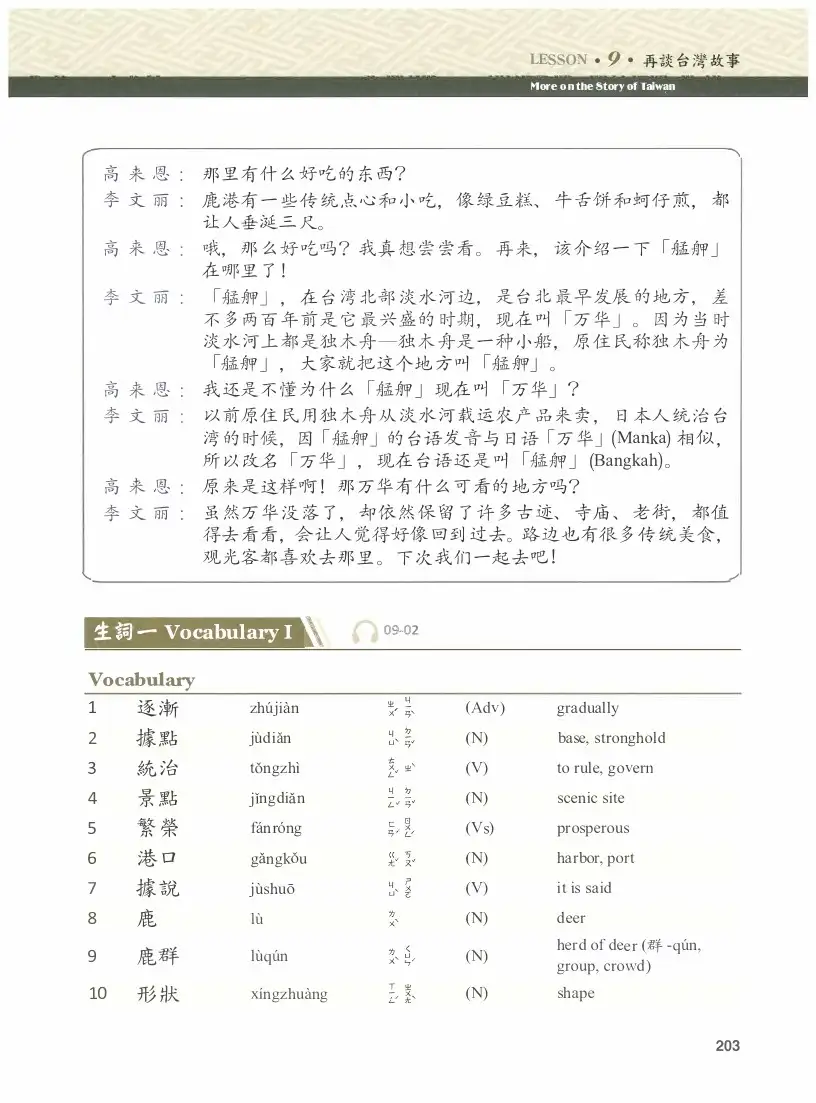 LESSON • 9 • 再談台灣故事
More on the Story of Taiwan
高来恩： 那里有什么好吃的东西？
李文丽： 鹿港有一些传统点心和小吃，像绿豆糕、牛舌饼和蚵仔煎，都
让人垂涎三尺。
高来恩： 哦，那么好吃吗？我真想尝尝看。再来，该介绍一下「艋舺」
在哪里了！
李文丽： 「艋舺」，在台湾北部淡水河边，是台北最早发展的地方，差
不多两百年前是它最兴盛的时期，现在叫「万华」。因为当时
淡水河上都是独木舟—独木舟是一种小船，原住民称独木舟为
「艋舺」，大家就把这个地方叫「艋舺」。
高来恩： 我还是不懂为什么「艋舺」现在叫「万华」？
李文丽： 以前原住民用独木舟从淡水河载运农产品来卖，日本人统治台
湾的时候，因「艋舺」的台语发音与日语「万华」(Manka) 相似，
所以改名「万华」，现在台语还是叫「艋舺」(Bangkah)。
高来恩： 原来是这样啊！那万华有什么可看的地方吗？
李文丽： 虽然万华没落了，却依然保留了许多古迹、寺庙、老街，都值
得去看看，会让人觉得好像回到过去。路边也有很多传统美食，
观光客都喜欢去那里。下次我们一起去吧！
生詞一 Vocabulary I 09-02
Vocabulary
1 逐漸 zhújiàn ㄓㄨˊ ㄐㄧㄢˋ (Adv) gradually
2 據點 jùdiǎn ㄐㄩˋ ㄉㄧㄢˇ (N) base, stronghold
3 統治 tǒngzhì ㄊㄨㄥˇ ㄓˋ (V) to rule, govern
4 景點 jǐngdiǎn ㄐㄧㄥˇ ㄉㄧㄢˇ (N) scenic site
5 繁榮 fánróng ㄈㄢˊ ㄖㄨㄥˊ (Vs) prosperous
6 港口 gǎngkǒu ㄍㄤˇ ㄎㄡˇ (N) harbor, port
7 據說 jùshuō ㄐㄩˋ ㄕㄨㄛ (V) it is said
8 鹿 lù ㄌㄨˋ (N) deer
9 鹿群 lùqún ㄌㄨˋ ㄑㄩㄣˊ (N) herd of deer (群 -qún,
group, crowd)
10 形狀 xíngzhuàng ㄒㄧㄥˊ ㄓㄨㄤˋ (N) shape
203